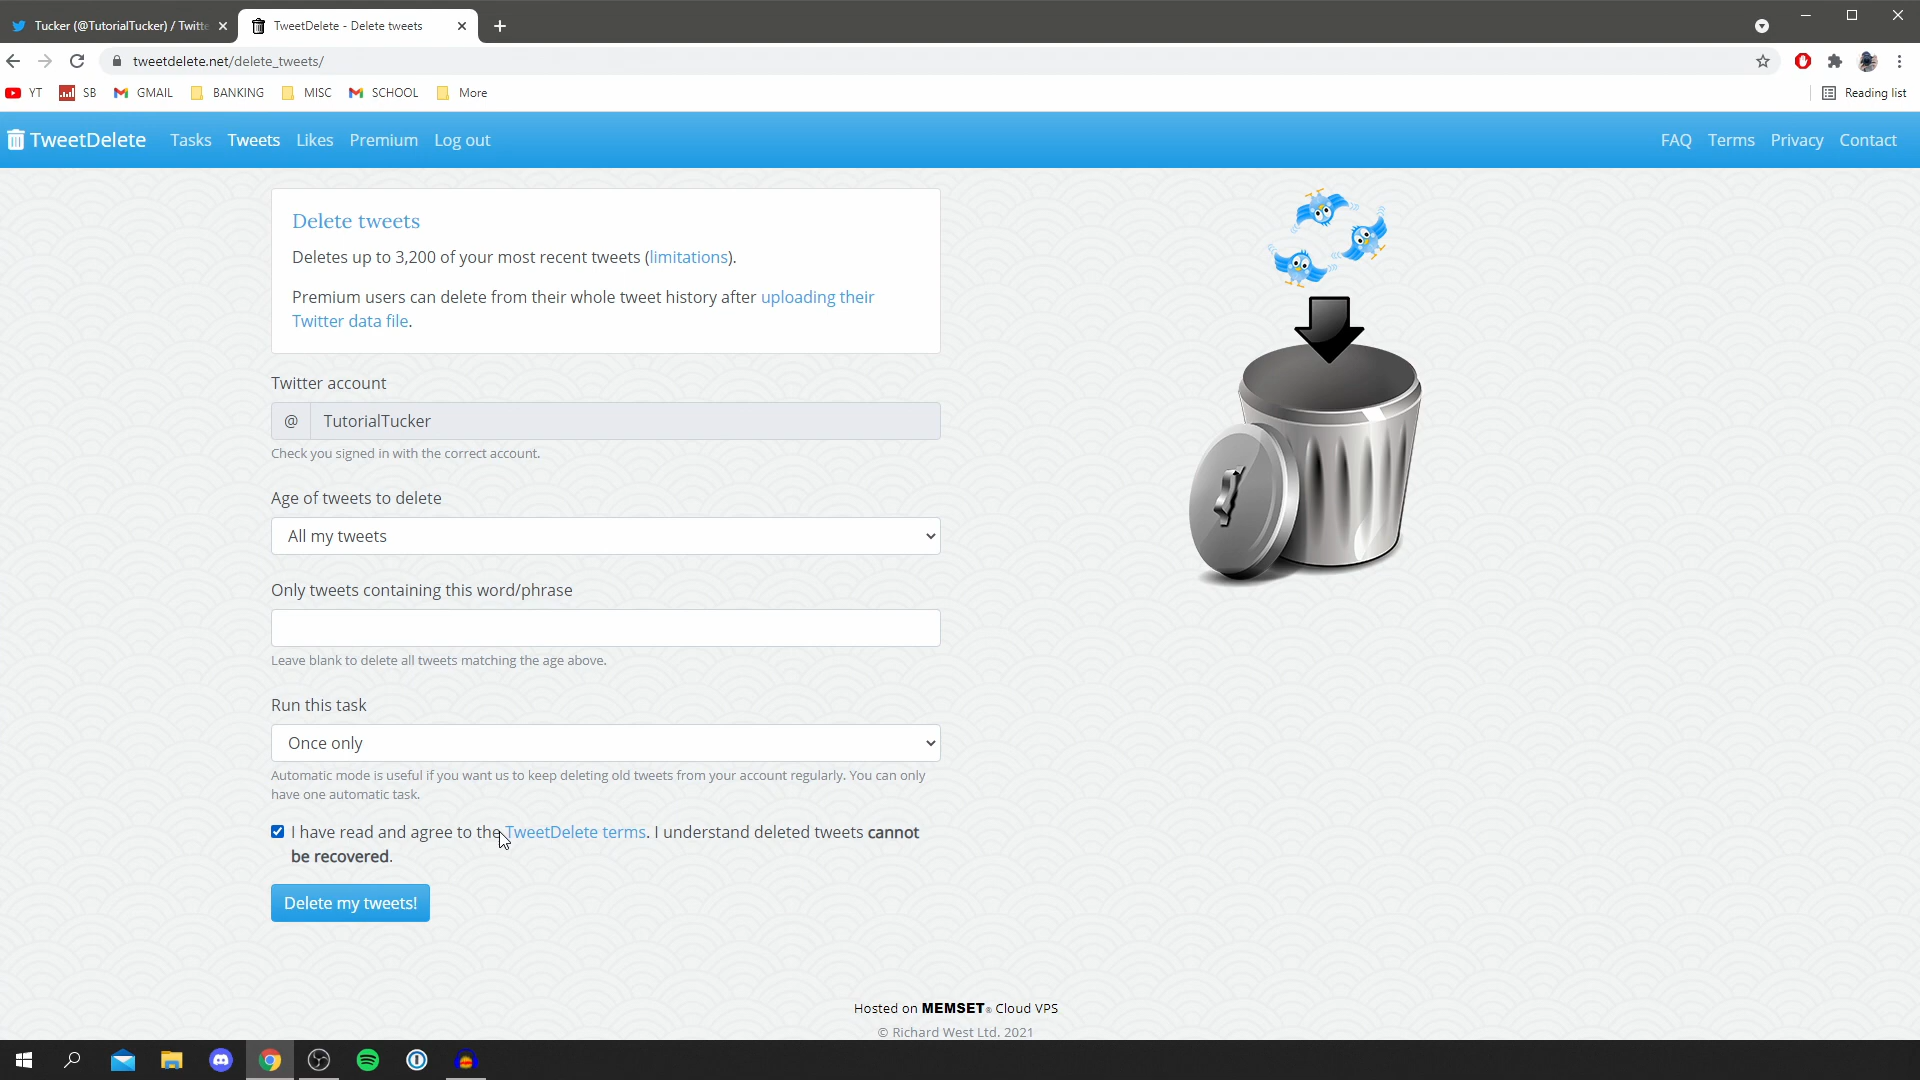 Tucker (@TutorialTucker) / Twitte
TweetDelete - Delete tweets
tweetdelete.net/delete_tweets/
YT SB GMAIL BANKING MISC SCHOOL More Reading list
TweetDelete Tasks Tweets Likes Premium Log out FAQ Terms Privacy Contact
Delete tweets
Deletes up to 3,200 of your most recent tweets (limitations).
Premium users can delete from their whole tweet history after uploading their
Twitter data file.
Twitter account
@ TutorialTucker
Check you signed in with the correct account.
Age of tweets to delete
All my tweets
Only tweets containing this word/phrase
Leave blank to delete all tweets matching the age above.
Run this task
Once only
Automatic mode is useful if you want us to keep deleting old tweets from your account regularly. You can only
have one automatic task.
I have read and agree to the TweetDelete terms. I understand deleted tweets cannot
be recovered.
Delete my tweets!
Hosted on MEMSET® Cloud VPS
© Richard West Ltd. 2021